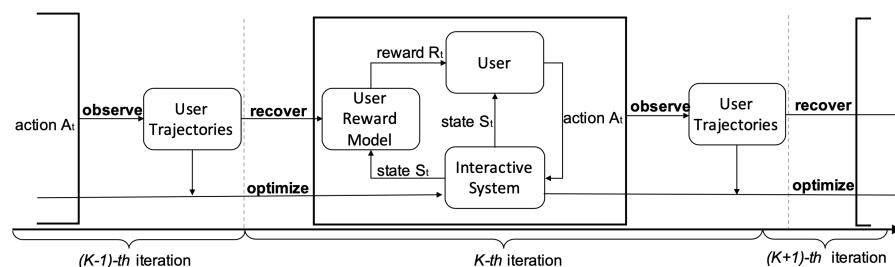 action At
observe
User
Trajectories
recover
User
Reward
Model
reward Rt
User
state St
action At
state St
Interactive
System
optimize
observe
User
Trajectories
recover
optimize
(K-1)-th iteration
K-th iteration
(K+1)-th iteration